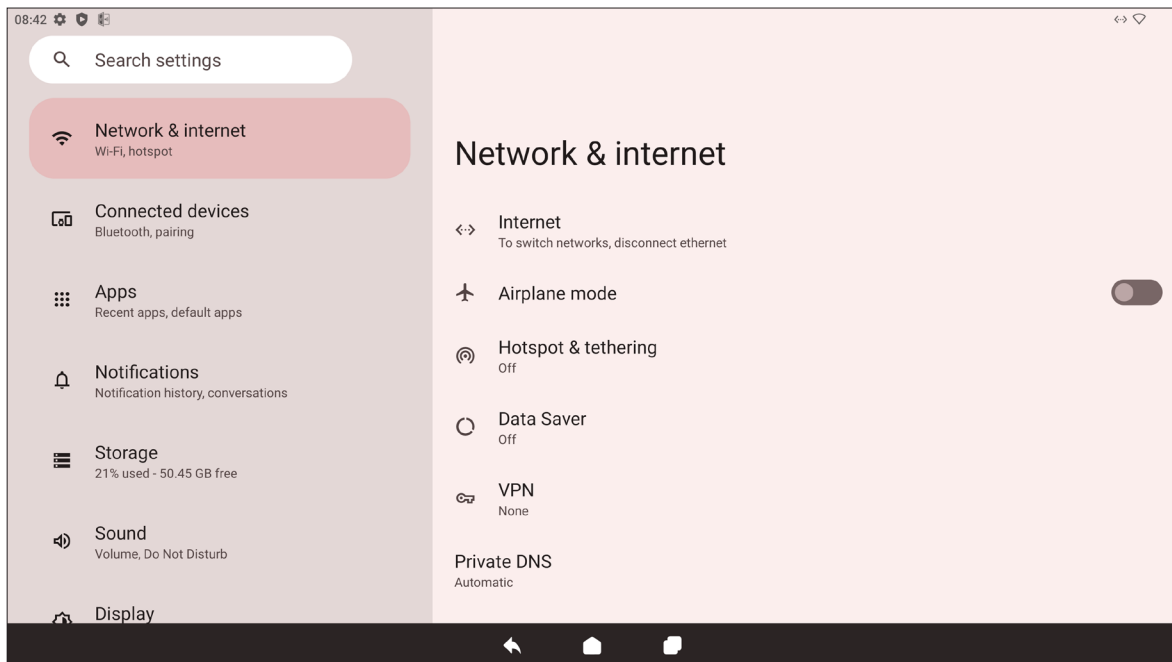 08:42
Search settings
Network & internet
Wi-Fi, hotspot
Connected devices
Bluetooth, pairing
Apps
Recent apps, default apps
Notifications
Notification history, conversations
Storage
21% used - 50.45 GB free
Sound
Volume, Do Not Disturb
Display
Network & internet
Internet
To switch networks, disconnect ethernet
Airplane mode
Hotspot & tethering
Off
Data Saver
Off
VPN
None
Private DNS
Automatic